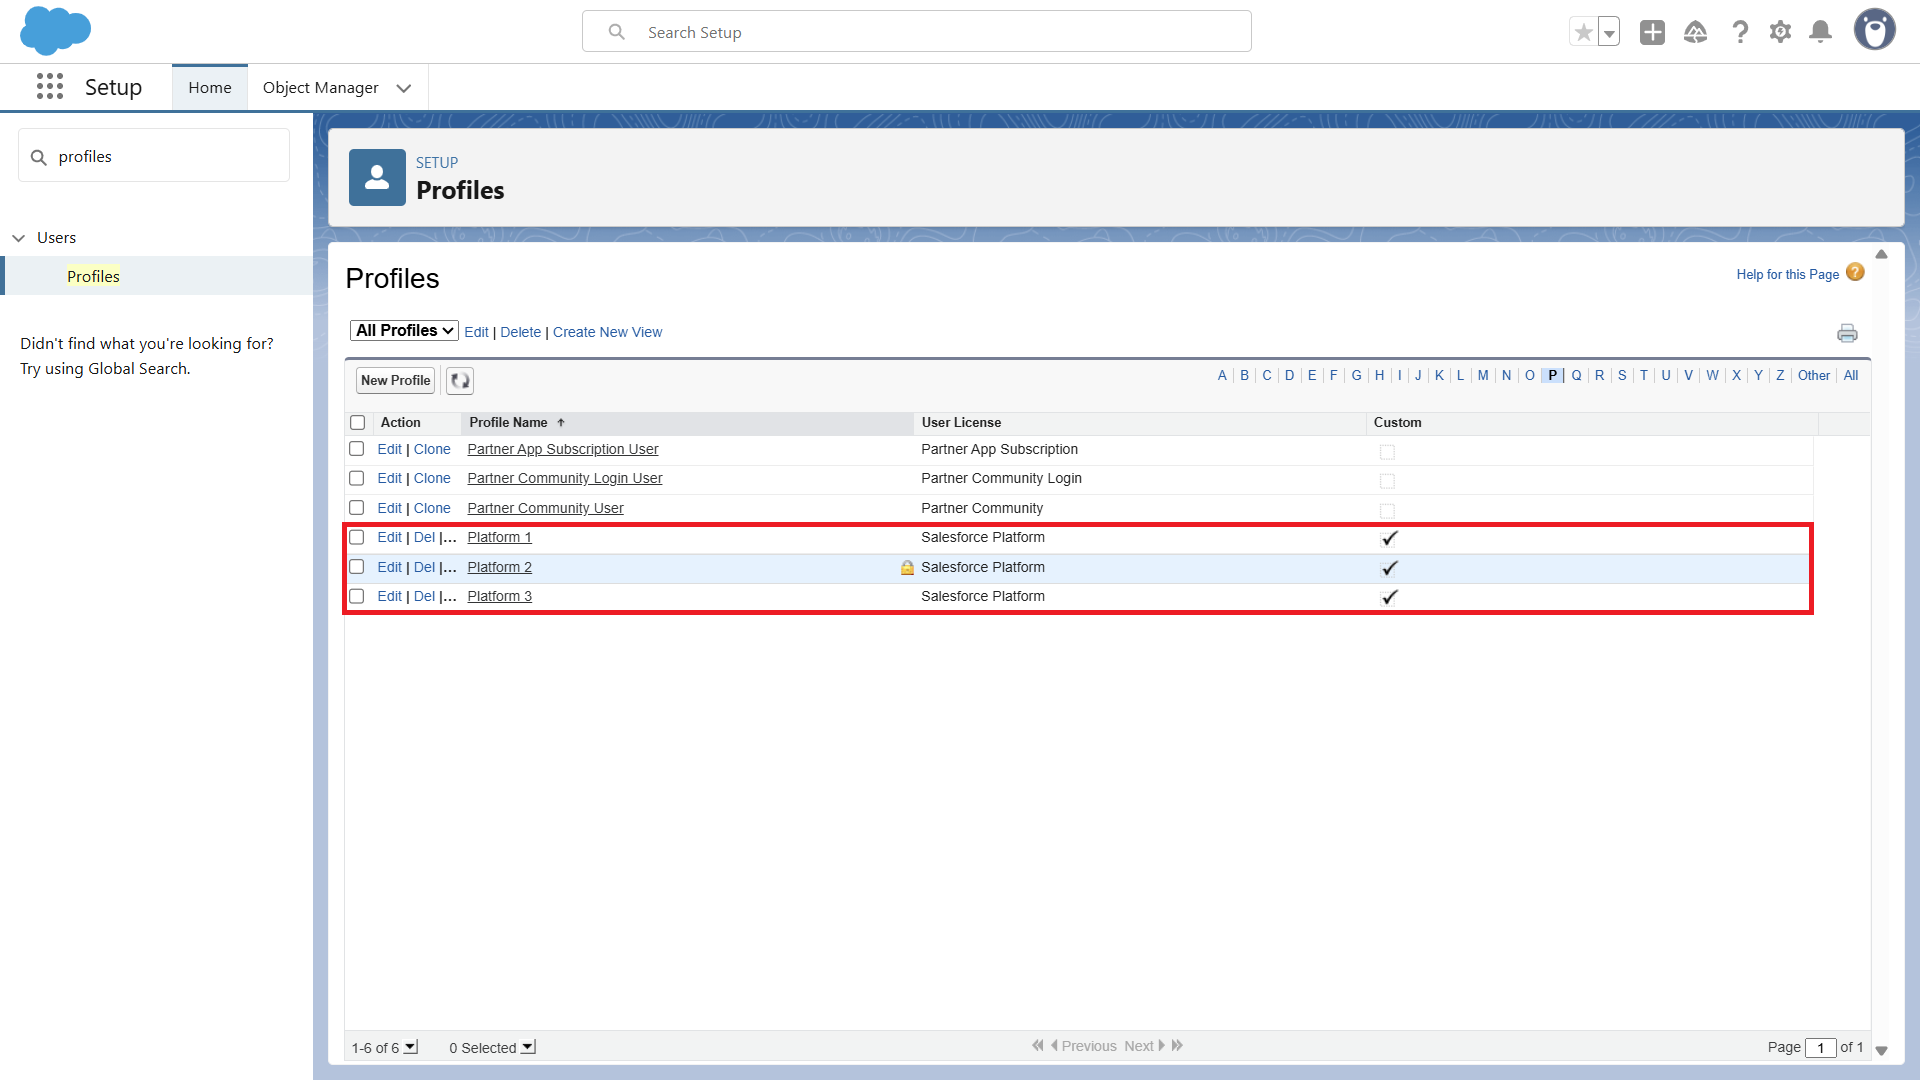 Search Setup
Setup
Home
Object Manager
profiles
Users
Profiles
Didn't find what you're looking for?
Try using Global Search.
SETUP
Profiles
Profiles
Help for this Page ?
All Profiles Edit | Delete | Create New View
New Profile
A | B | C | D | E | F | G | H | I | J | K | L | M | N | O | P | Q | R | S | T | U | V | W | X | Y | Z | Other | All
Action Profile Name User License Custom
Edit | Clone Partner App Subscription User Partner App Subscription
Edit | Clone Partner Community Login User Partner Community Login
Edit | Clone Partner Community User Partner Community
Edit | Del |... Platform 1 Salesforce Platform
Edit | Del |... Platform 2 Salesforce Platform
Edit | Del |... Platform 3 Salesforce Platform
1-6 of 6 0 Selected Previous Next Page 1 of 1